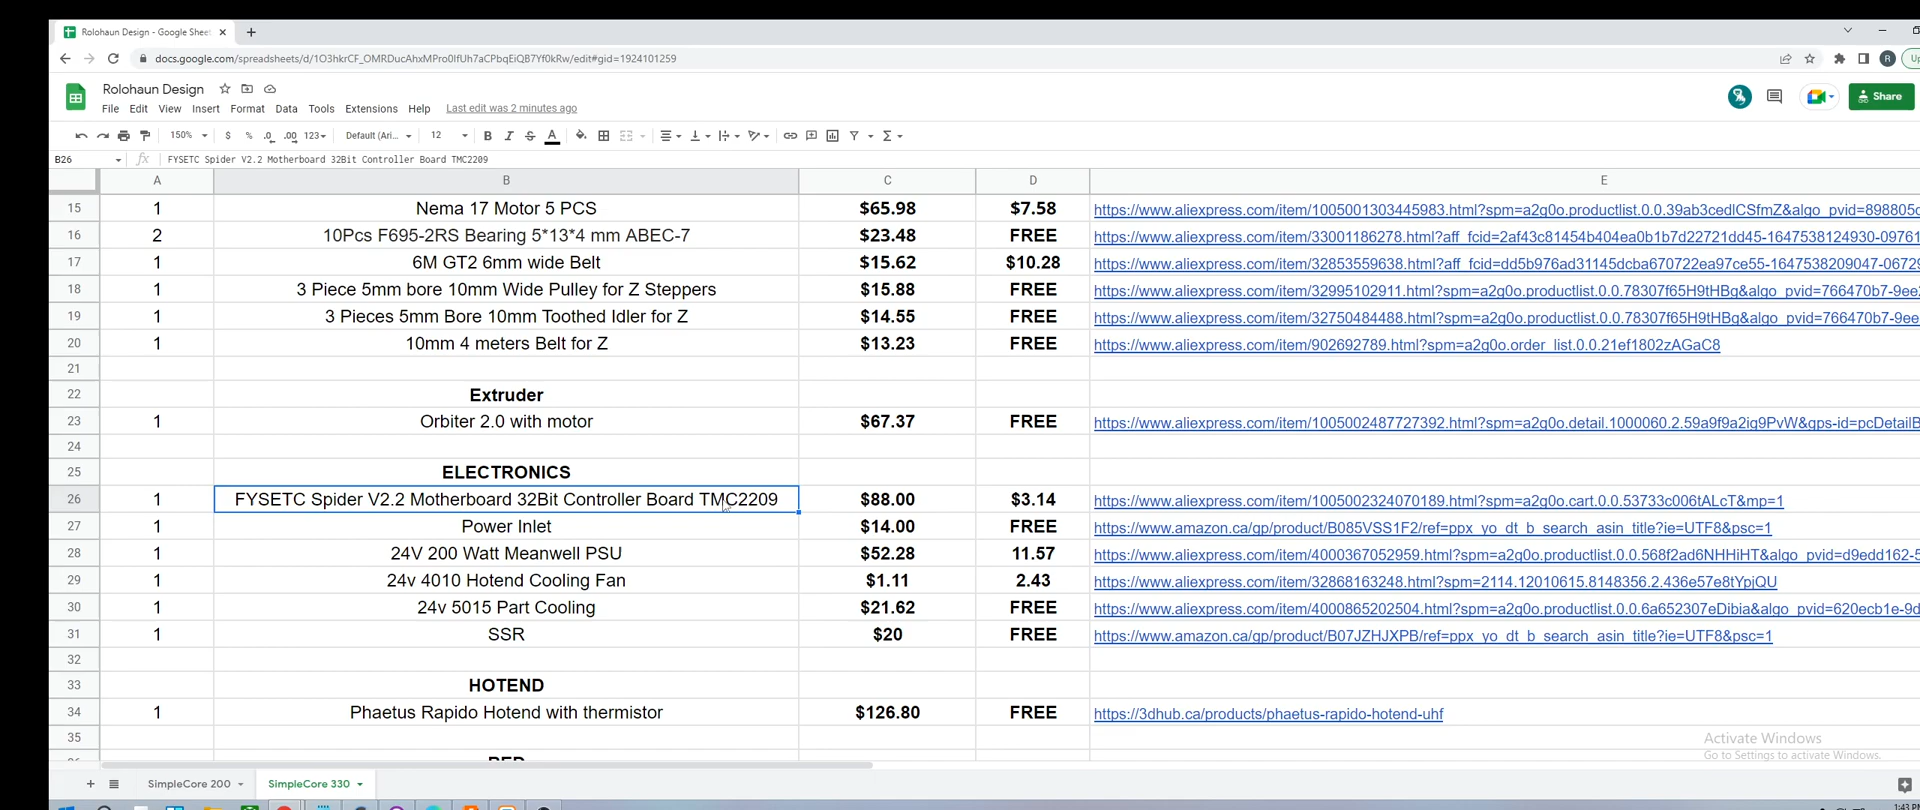 Rolohaun Design - Google Sheet
docs.google.com/spreadsheets/d/1O3hkrCF_OMRDucAhxMPro0lfUh7aCPbqEiQB7Yf0kRw/edit#gid=1924101259
R
Rolohaun Design
File Edit View Insert Format Data Tools Extensions Help Last edit was 2 minutes ago
Share
150% $ % .0 .00 123 Default (Ari... 12 B I S A
B26 fx FYSETC Spider V2.2 Motherboard 32Bit Controller Board TMC2209
A B C D E
15 1 Nema 17 Motor 5 PCS $65.98 $7.58 https://www.aliexpress.com/item/1005001303445983.html?spm=a2g0o.productlist.0.0.39ab3cedlCSfmZ&algo_pvid=898805c
16 2 10Pcs F695-2RS Bearing 5*13*4 mm ABEC-7 $23.48 FREE https://www.aliexpress.com/item/33001186278.html?aff_fcid=2af43c81454b404ea0b1b7d22721dd45-1647538124930-09761
17 1 6M GT2 6mm wide Belt $15.62 $10.28 https://www.aliexpress.com/item/32853559638.html?aff_fcid=dd5b976ad31145dcba670722ea97ce55-1647538209047-0672
18 1 3 Piece 5mm bore 10mm Wide Pulley for Z Steppers $15.88 FREE https://www.aliexpress.com/item/32995102911.html?spm=a2g0o.productlist.0.0.78307f65H9tHBg&algo_pvid=766470b7-9ee
19 1 3 Pieces 5mm Bore 10mm Toothed Idler for Z $14.55 FREE https://www.aliexpress.com/item/32750484488.html?spm=a2g0o.productlist.0.0.78307f65H9tHBg&algo_pvid=766470b7-9ee
20 1 10mm 4 meters Belt for Z $13.23 FREE https://www.aliexpress.com/item/902692789.html?spm=a2g0o.order_list.0.0.21ef1802zAGaC8
21
22 Extruder
23 1 Orbiter 2.0 with motor $67.37 FREE https://www.aliexpress.com/item/1005002487727392.html?spm=a2g0o.detail.1000060.2.59a9f9a2ig9PvW&gps-id=pcDetailB
24
25 ELECTRONICS
26 1 FYSETC Spider V2.2 Motherboard 32Bit Controller Board TMC2209 $88.00 $3.14 https://www.aliexpress.com/item/1005002324070189.html?spm=a2g0o.cart.0.0.53733c006tALcT&mp=1
27 1 Power Inlet $14.00 FREE https://www.amazon.ca/gp/product/B085VSS1F2/ref=ppx_yo_dt_b_search_asin_title?ie=UTF8&psc=1
28 1 24V 200 Watt Meanwell PSU $52.28 11.57 https://www.aliexpress.com/item/4000367052959.html?spm=a2g0o.productlist.0.0.568f2ad6NHHiHT&algo_pvid=d9edd162-5
29 1 24v 4010 Hotend Cooling Fan $1.11 2.43 https://www.aliexpress.com/item/32868163248.html?spm=2114.12010615.8148356.2.436e57e8tYpjQU
30 1 24v 5015 Part Cooling $21.62 FREE https://www.aliexpress.com/item/4000865202504.html?spm=a2g0o.productlist.0.0.6a652307eDibia&algo_pvid=620ecb1e-9d
31 1 SSR $20 FREE https://www.amazon.ca/gp/product/B07JZHJXPB/ref=ppx_yo_dt_b_search_asin_title?ie=UTF8&psc=1
32
33 HOTEND
34 1 Phaetus Rapido Hotend with thermistor $126.80 FREE https://3dhub.ca/products/phaetus-rapido-hotend-uhf
35
Activate Windows
Go to Settings to activate Windows.
SimpleCore 200 SimpleCore 330
1:43 PM